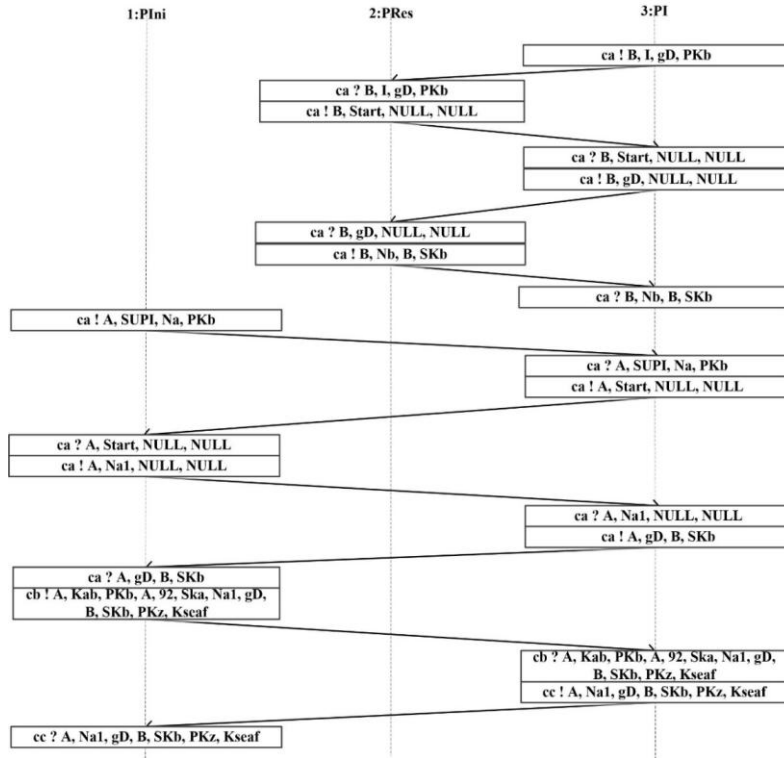 1:PIni 2:PRes 3:PI
ca ! B, I, gD, PKb
ca ? B, I, gD, PKb
ca ! B, Start, NULL, NULL
ca ? B, Start, NULL, NULL
ca ! B, gD, NULL, NULL
ca ? B, gD, NULL, NULL
ca ! B, Nb, B, SKb
ca ? B, Nb, B, SKb
ca ! A, SUPI, Na, PKb
ca ? A, SUPI, Na, PKb
ca ! A, Start, NULL, NULL
ca ? A, Start, NULL, NULL
ca ! A, Na1, NULL, NULL
ca ? A, Na1, NULL, NULL
ca ! A, gD, B, SKb
ca ? A, gD, B, SKb
cb ! A, Kab, PKb, A, 92, Ska, Na1, gD,
B, SKb, PKz, Kseaf
cb ? A, Kab, PKb, A, 92, Ska, Na1, gD,
B, SKb, PKz, Kseaf
cc ! A, Na1, gD, B, SKb, PKz, Kseaf
cc ? A, Na1, gD, B, SKb, PKz, Kseaf